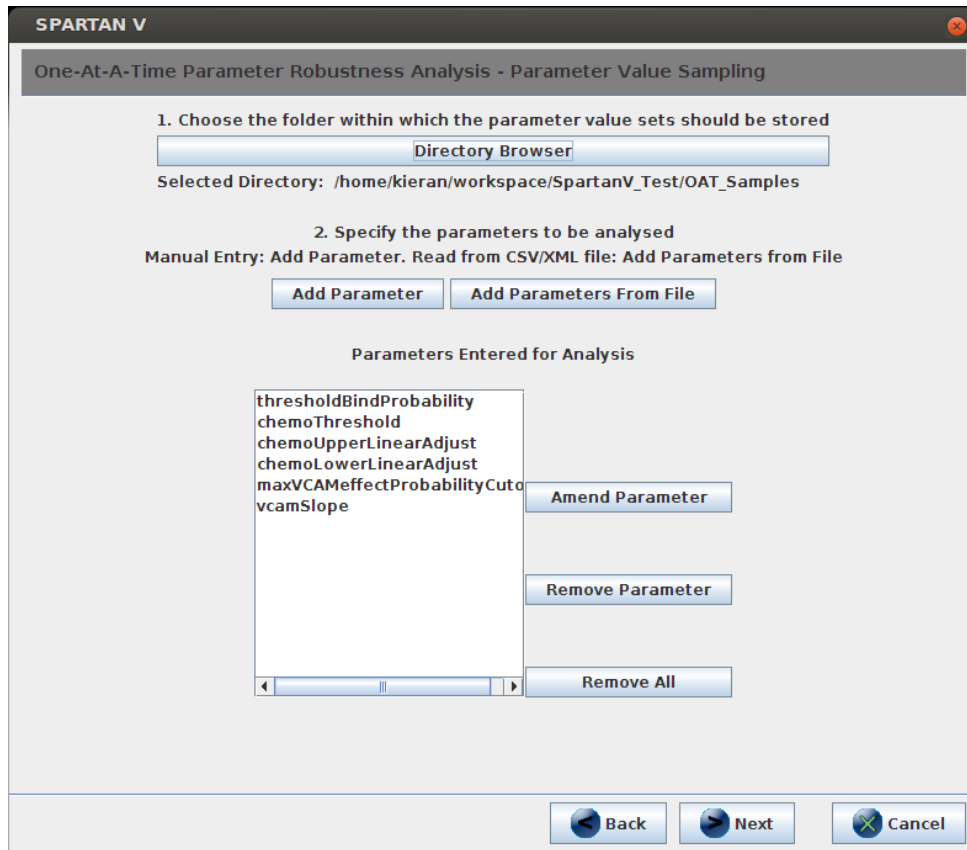 SPARTAN V
One-At-A-Time Parameter Robustness Analysis - Parameter Value Sampling
1. Choose the folder within which the parameter value sets should be stored
Directory Browser
Selected Directory: /home/kieran/workspace/SpartanV_Test/OAT_Samples
2. Specify the parameters to be analysed
Manual Entry: Add Parameter. Read from CSV/XML file: Add Parameters from File
Add Parameter Add Parameters From File
Parameters Entered for Analysis
thresholdBindProbability
chemoThreshold
chemoUpperLinearAdjust
chemoLowerLinearAdjust
maxVCAMeffectProbabilityCuto
vcamSlope
Amend Parameter
Remove Parameter
Remove All
Back Next Cancel